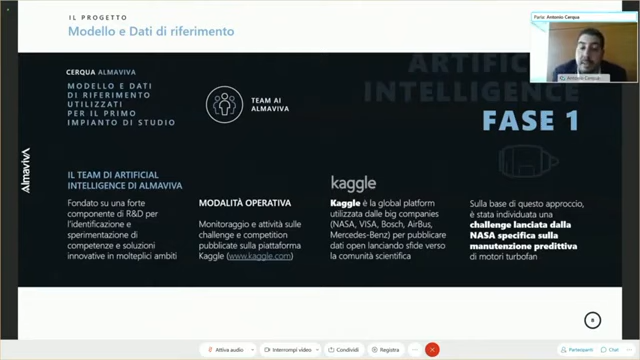 IL PROGETTO
Modello e Dati di riferimento
Parla: Antonio Cerqua
Antonio Cerqua
CERQUA ALMAVIVA
MODELLO E DATI
DI RIFERIMENTO
UTILIZZATI
PER IL PRIMO
IMPIANTO DI STUDIO
TEAM AI
ALMAVIVA
ARTIFICIAL
INTELLIGENCE
FASE 1
AlmavivA
IL TEAM DI ARTIFICIAL
INTELLIGENCE DI ALMAVIVA
Fondato su una forte
componente di R&D per
l'identificazione e
sperimentazione di
competenze e soluzioni
innovative in molteplici ambiti
MODALITÀ OPERATIVA
Monitoraggio e attività sulle
challenge e competition
pubblicate sulla piattaforma
Kaggle (www.kaggle.com)
kaggle
Kaggle è la global platform
utilizzata dalle big companies
(NASA, VISA, Bosch, AirBus,
Mercedes-Benz) per pubblicare
dati open lanciando sfide verso
la comunità scientifica
Sulla base di questo approccio,
è stata individuata una
challenge lanciata dalla
NASA specifica sulla
manutenzione predittiva
di motori turbofan
8
Attiva audio
Interrompi video
Condividi
Registra
Partecipanti
Chat